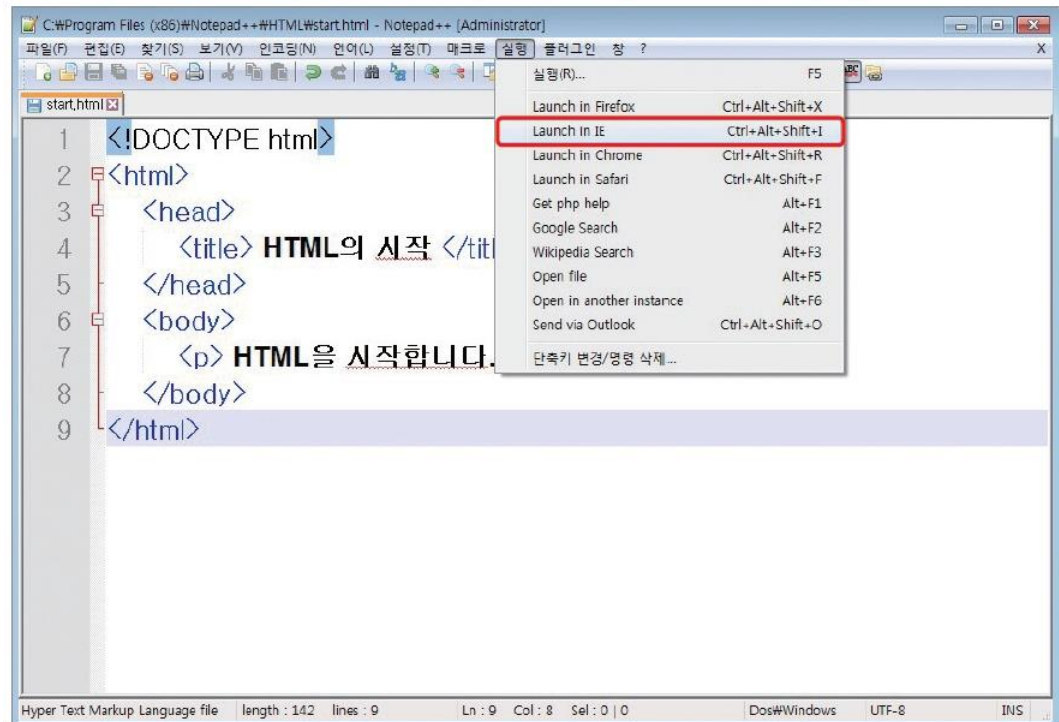 C:₩Program Files (x86)₩Notepad++₩HTML₩start.html - Notepad++ [Administrator]
파일(F) 편집(E) 찾기(S) 보기(V) 인코딩(N) 언어(L) 설정(T) 매크로 실행 플러그인 창 ? X
start.html
실행(R)... F5
Launch in Firefox Ctrl+Alt+Shift+X
Launch in IE Ctrl+Alt+Shift+I
Launch in Chrome Ctrl+Alt+Shift+R
Launch in Safari Ctrl+Alt+Shift+F
Get php help Alt+F1
Google Search Alt+F2
Wikipedia Search Alt+F3
Open file Alt+F5
Open in another instance Alt+F6
Send via Outlook Ctrl+Alt+Shift+O
단축키 변경/명령 삭제...
1 <!DOCTYPE html>
2 <html>
3 <head>
4 <title> HTML의 시작 </titl
5 </head>
6 <body>
7 <p> HTML을 시작합니다.
8 </body>
9 </html>
Hyper Text Markup Language file length : 142 lines : 9 Ln : 9 Col : 8 Sel : 0 | 0 Dos₩Windows UTF-8 INS